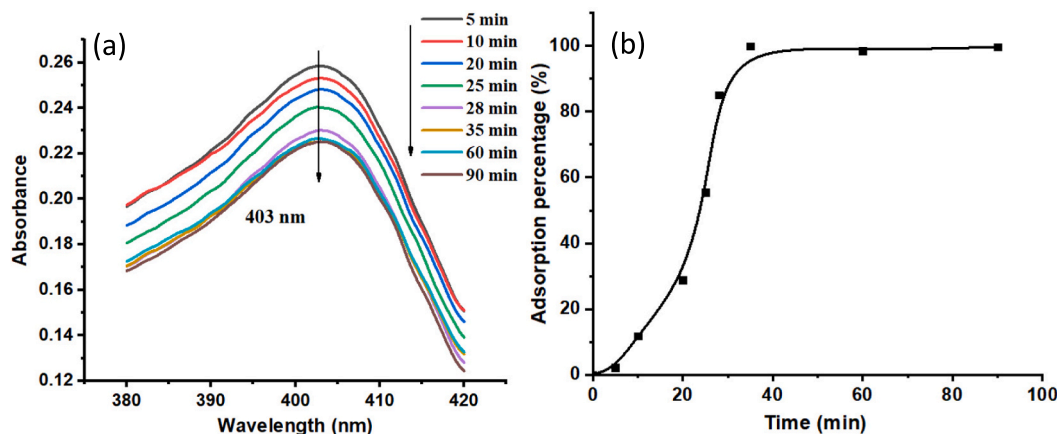 (a)
5 min
10 min
20 min
25 min
28 min
35 min
60 min
90 min
0.26
0.24
0.22
0.20
0.18
0.16
0.14
0.12
403 nm
Absorbance
380
390
400
410
420
Wavelength (nm)
(b)
100
80
60
40
20
0
Adsorption percentage (%)
0
20
40
60
80
100
Time (min)